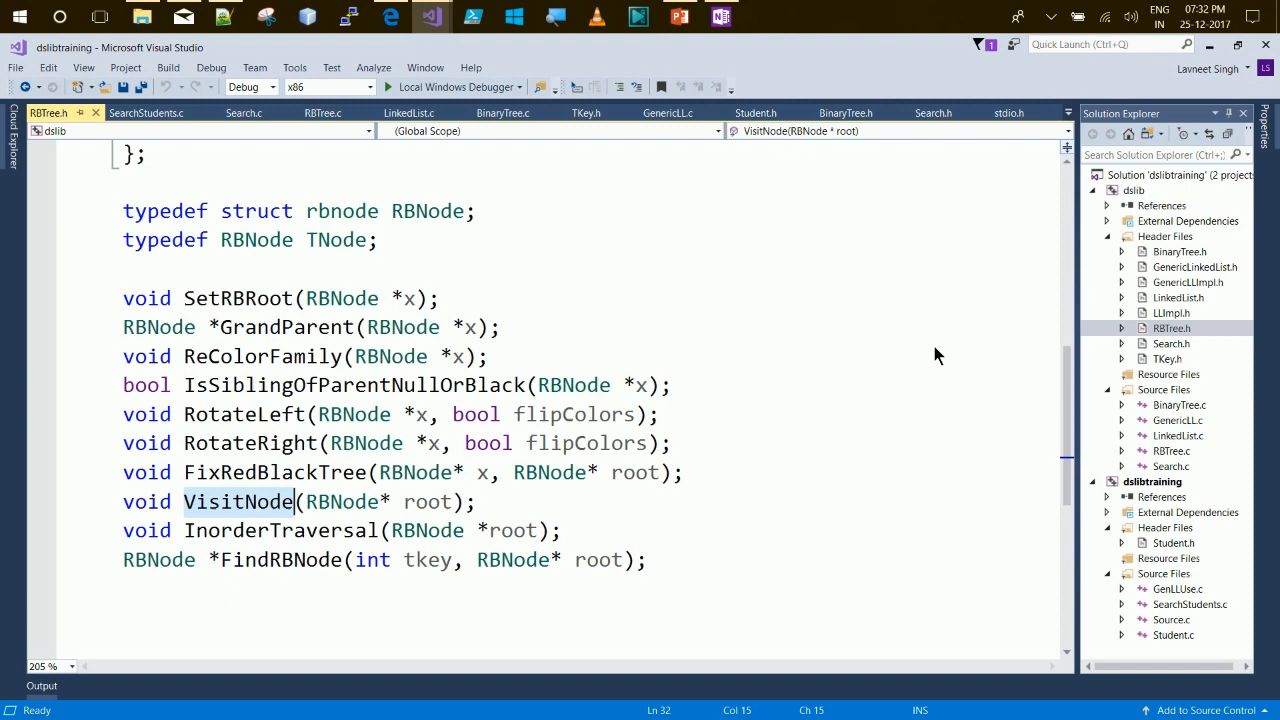 07:32 PM
ENG
IN
25-12-2017
dslibtraining - Microsoft Visual Studio
1
Quick Launch (Ctrl+Q)
File Edit View Project Build Debug Team Tools Test Analyze Window Help
Lavneet Singh LS
Debug x86 Local Windows Debugger
Cloud Explorer
RBTree.h SearchStudents.c Search.c RBTree.c LinkedList.c BinaryTree.c TKey.h GenericLL.c Student.h BinaryTree.h Search.h stdio.h
dslib (Global Scope) VisitNode(RBNode * root)
};
typedef struct rbnode RBNode;
typedef RBNode TNode;
void SetRBRoot(RBNode *x);
RBNode *GrandParent(RBNode *x);
void ReColorFamily(RBNode *x);
bool IsSiblingOfParentNullOrBlack(RBNode *x);
void RotateLeft(RBNode *x, bool flipColors);
void RotateRight(RBNode *x, bool flipColors);
void FixRedBlackTree(RBNode* x, RBNode* root);
void VisitNode(RBNode* root);
void InorderTraversal(RBNode *root);
RBNode *FindRBNode(int tkey, RBNode* root);
205 %
Solution Explorer
Search Solution Explorer (Ctrl+;)
Solution 'dslibtraining' (2 projects
dslib
References
External Dependencies
Header Files
BinaryTree.h
GenericLinkedList.h
GenericLLImpl.h
LinkedList.h
LLImpl.h
RBTree.h
Search.h
TKey.h
Resource Files
Source Files
BinaryTree.c
GenericLL.c
LinkedList.c
RBTree.c
Search.c
dslibtraining
References
External Dependencies
Header Files
Student.h
Resource Files
Source Files
GenLLUse.c
SearchStudents.c
Source.c
Student.c
Properties
Output
Ready Ln 32 Col 15 Ch 15 INS Add to Source Control